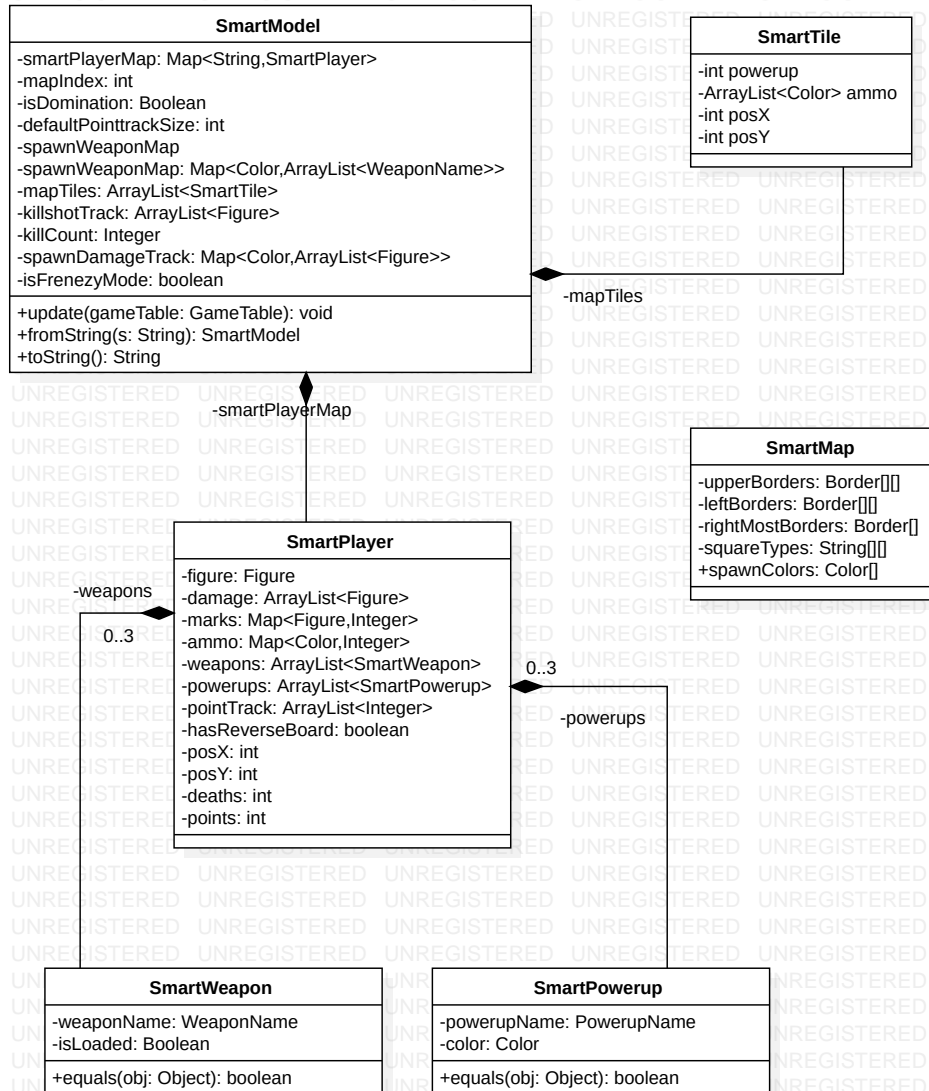 SmartModel
-smartPlayerMap: Map<String,SmartPlayer>
-mapIndex: int
-isDomination: Boolean
-defaultPointtrackSize: int
-spawnWeaponMap
-spawnWeaponMap: Map<Color,ArrayList<WeaponName>>
-mapTiles: ArrayList<SmartTile>
-killshotTrack: ArrayList<Figure>
-killCount: Integer
-spawnDamageTrack: Map<Color,ArrayList<Figure>>
-isFrenezyMode: boolean
+update(gameTable: GameTable): void
+fromString(s: String): SmartModel
+toString(): String
SmartTile
-int powerup
-ArrayList<Color> ammo
-int posX
-int posY
-mapTiles
-smartPlayerMap
SmartMap
-upperBorders: Border[][]
-leftBorders: Border[][]
-rightMostBorders: Border[]
-squareTypes: String[][]
+spawnColors: Color[]
SmartPlayer
-figure: Figure
-damage: ArrayList<Figure>
-marks: Map<Figure,Integer>
-ammo: Map<Color,Integer>
-weapons: ArrayList<SmartWeapon>
-powerups: ArrayList<SmartPowerup>
-pointTrack: ArrayList<Integer>
-hasReverseBoard: boolean
-posX: int
-posY: int
-deaths: int
-points: int
-weapons
0..3
0..3
-powerups
SmartWeapon
-weaponName: WeaponName
-isLoaded: Boolean
+equals(obj: Object): boolean
SmartPowerup
-powerupName: PowerupName
-color: Color
+equals(obj: Object): boolean
UNREGISTERED